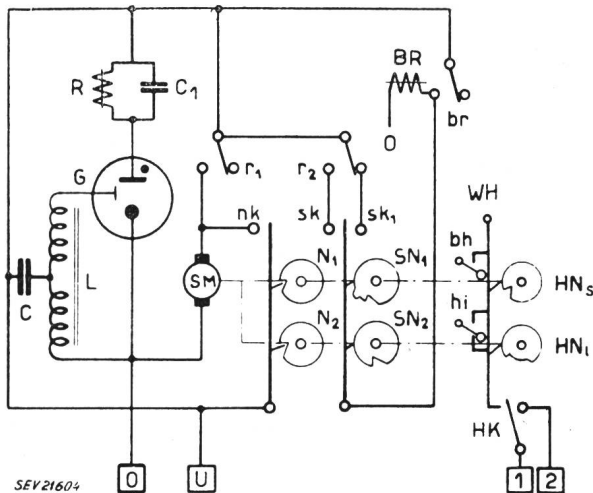 BR
R
C1
br
O
G
r1
r2
WH
nk
sk
sk1
bh
N1
SN1
HNs
C
L
SM
hi
N2
SN2
HNi
HK
SEV21604
O
U
1
2